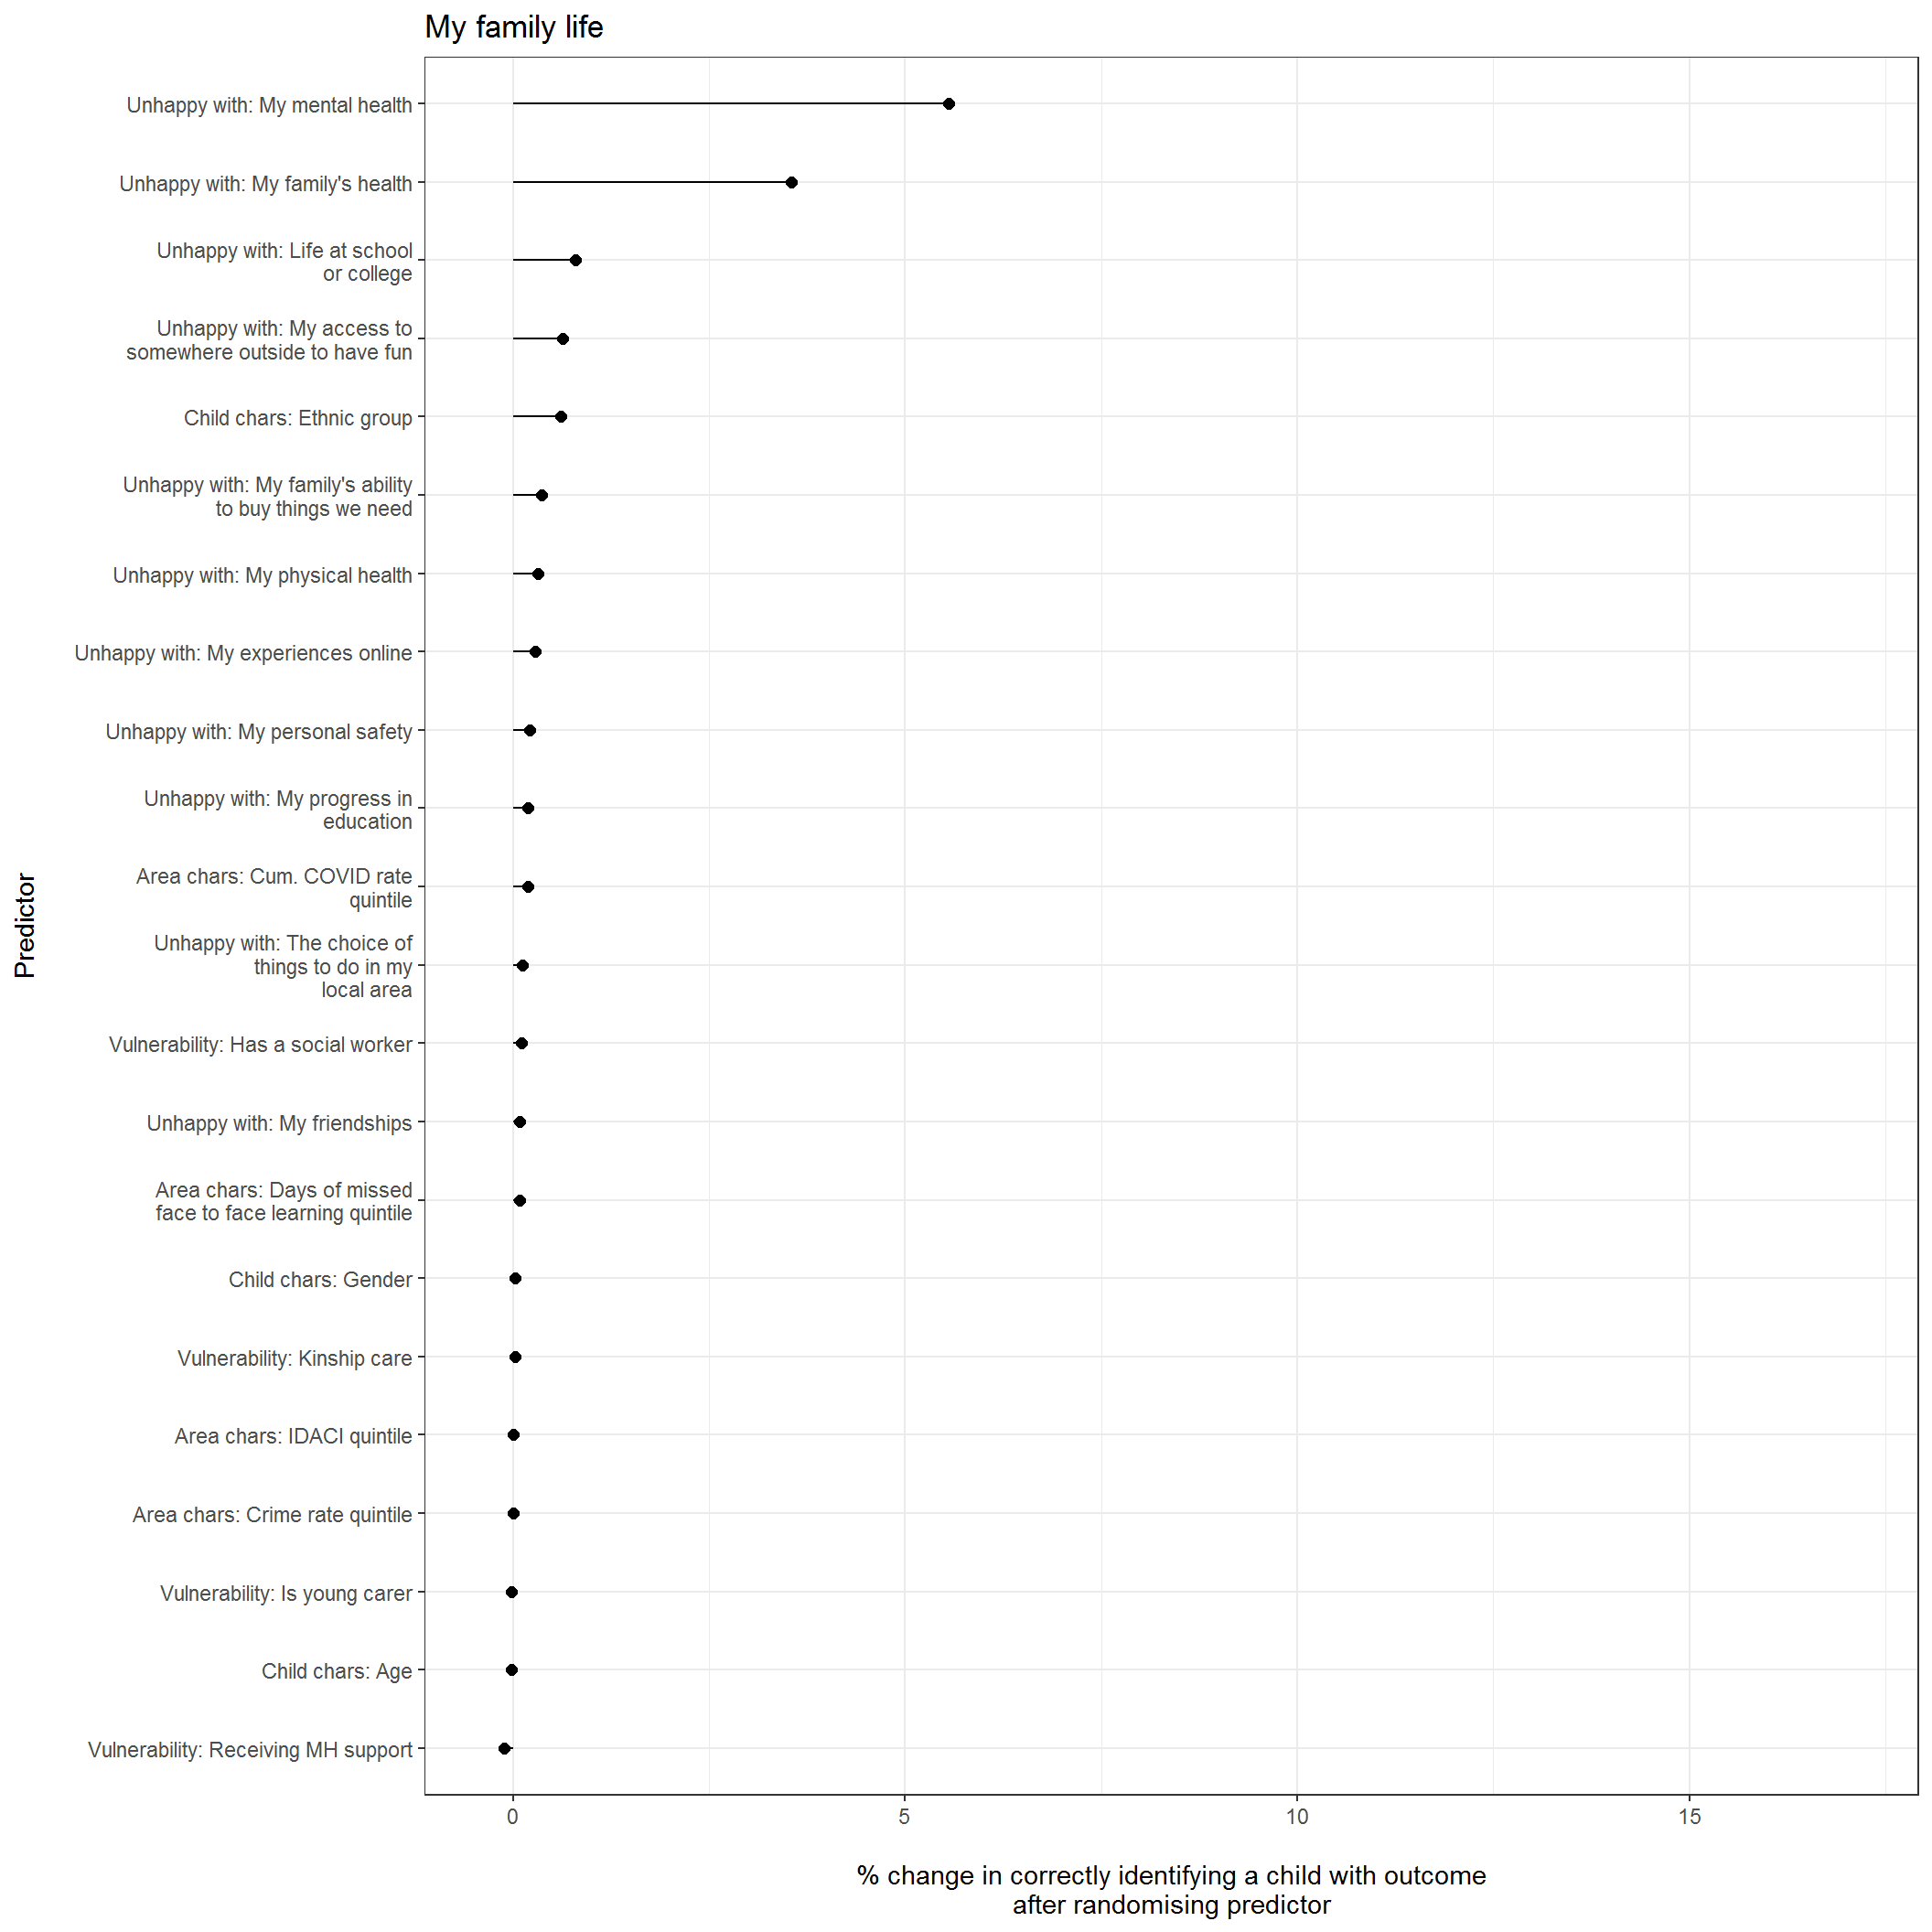 My family life
Unhappy with: My mental health
Unhappy with: My family's health
Unhappy with: Life at school
or college
Unhappy with: My access to
somewhere outside to have fun
Child chars: Ethnic group
Unhappy with: My family's ability
to buy things we need
Unhappy with: My physical health
Unhappy with: My experiences online
Unhappy with: My personal safety
Unhappy with: My progress in
education
Area chars: Cum. COVID rate
quintile
Unhappy with: The choice of
things to do in my
local area
Vulnerability: Has a social worker
Unhappy with: My friendships
Area chars: Days of missed
face to face learning quintile
Child chars: Gender
Vulnerability: Kinship care
Area chars: IDACI quintile
Area chars: Crime rate quintile
Vulnerability: Is young carer
Child chars: Age
Vulnerability: Receiving MH support
Predictor
0 5 10 15
% change in correctly identifying a child with outcome
after randomising predictor